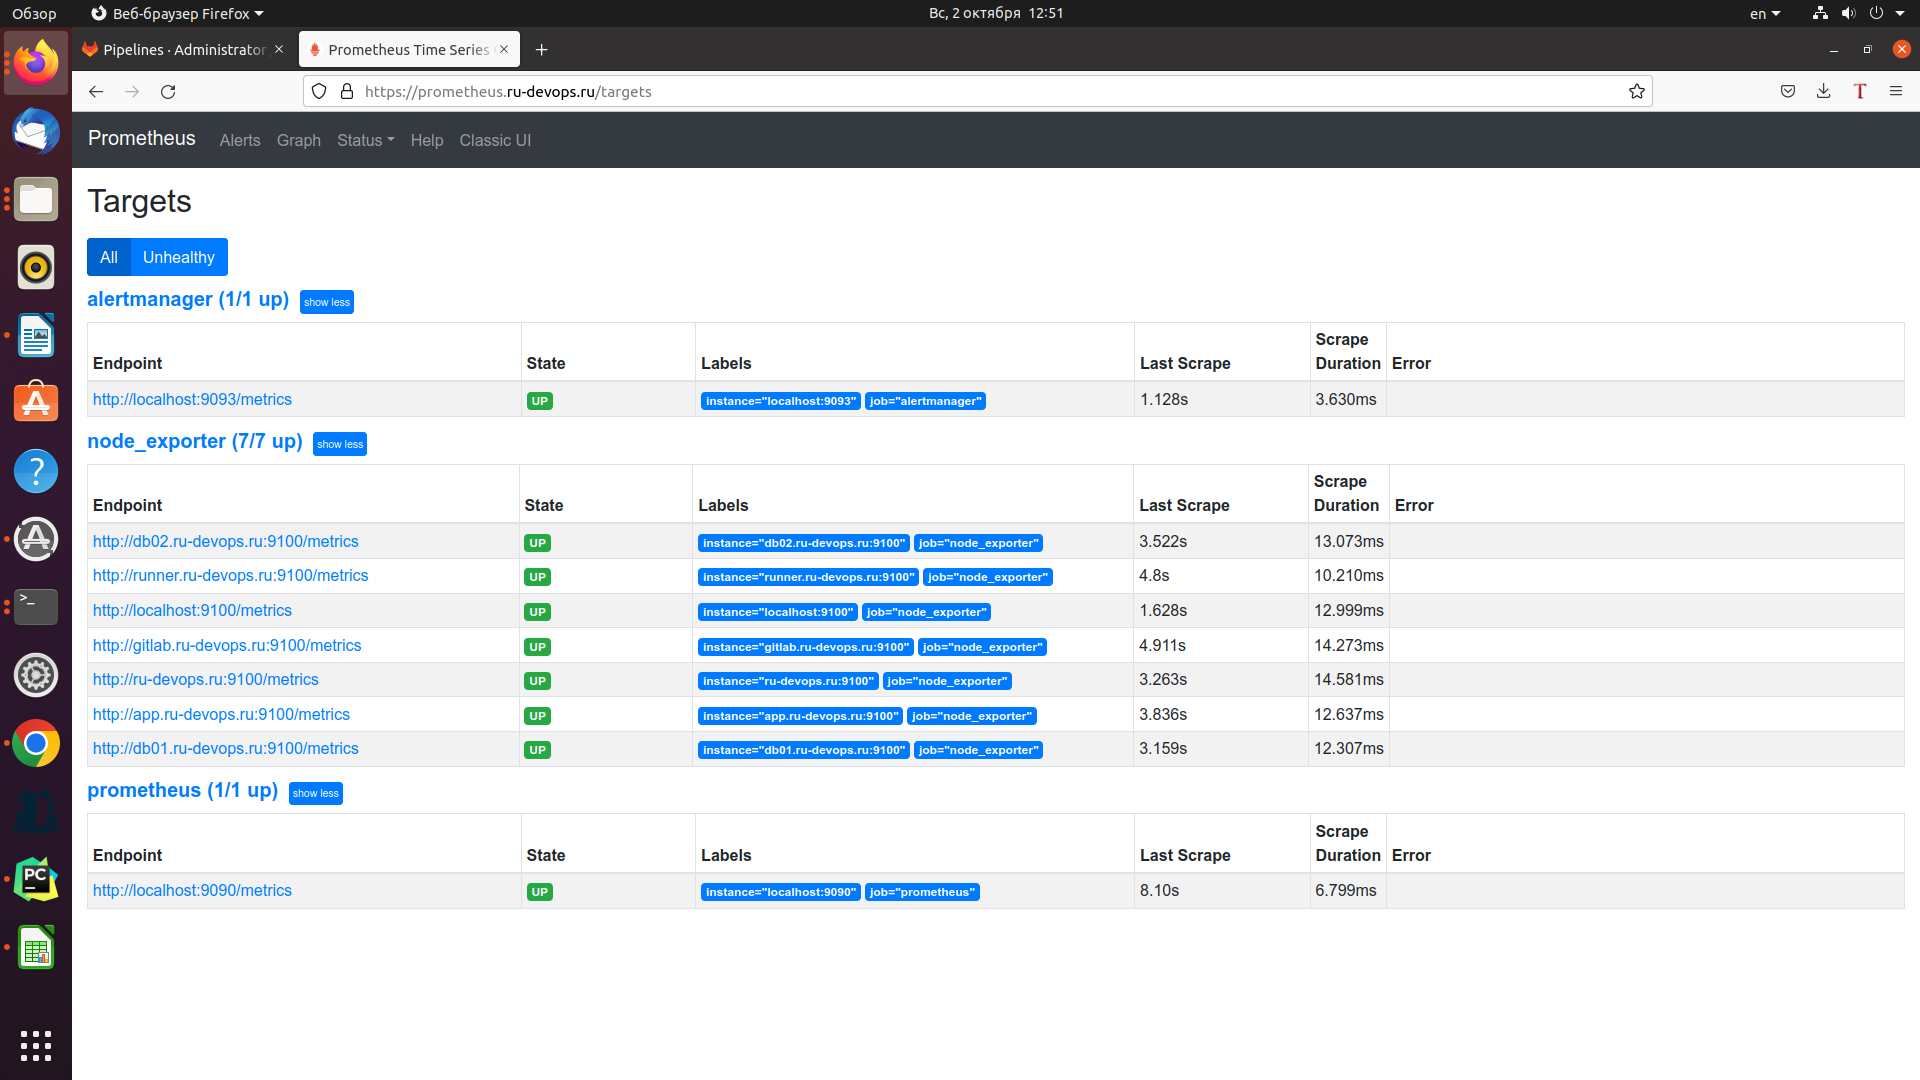 Обзор Веб-браузер Firefox Вс, 2 октября 12:51 en
Pipelines · Administrator Prometheus Time Series
https://prometheus.ru-devops.ru/targets
Prometheus Alerts Graph Status Help Classic UI
Targets
All Unhealthy
alertmanager (1/1 up) show less
Endpoint State Labels Last Scrape Scrape Duration Error
http://localhost:9093/metrics UP instance="localhost:9093" job="alertmanager" 1.128s 3.630ms
node_exporter (7/7 up) show less
Endpoint State Labels Last Scrape Scrape Duration Error
http://db02.ru-devops.ru:9100/metrics UP instance="db02.ru-devops.ru:9100" job="node_exporter" 3.522s 13.073ms
http://runner.ru-devops.ru:9100/metrics UP instance="runner.ru-devops.ru:9100" job="node_exporter" 4.8s 10.210ms
http://localhost:9100/metrics UP instance="localhost:9100" job="node_exporter" 1.628s 12.999ms
http://gitlab.ru-devops.ru:9100/metrics UP instance="gitlab.ru-devops.ru:9100" job="node_exporter" 4.911s 14.273ms
http://ru-devops.ru:9100/metrics UP instance="ru-devops.ru:9100" job="node_exporter" 3.263s 14.581ms
http://app.ru-devops.ru:9100/metrics UP instance="app.ru-devops.ru:9100" job="node_exporter" 3.836s 12.637ms
http://db01.ru-devops.ru:9100/metrics UP instance="db01.ru-devops.ru:9100" job="node_exporter" 3.159s 12.307ms
prometheus (1/1 up) show less
Endpoint State Labels Last Scrape Scrape Duration Error
http://localhost:9090/metrics UP instance="localhost:9090" job="prometheus" 8.10s 6.799ms